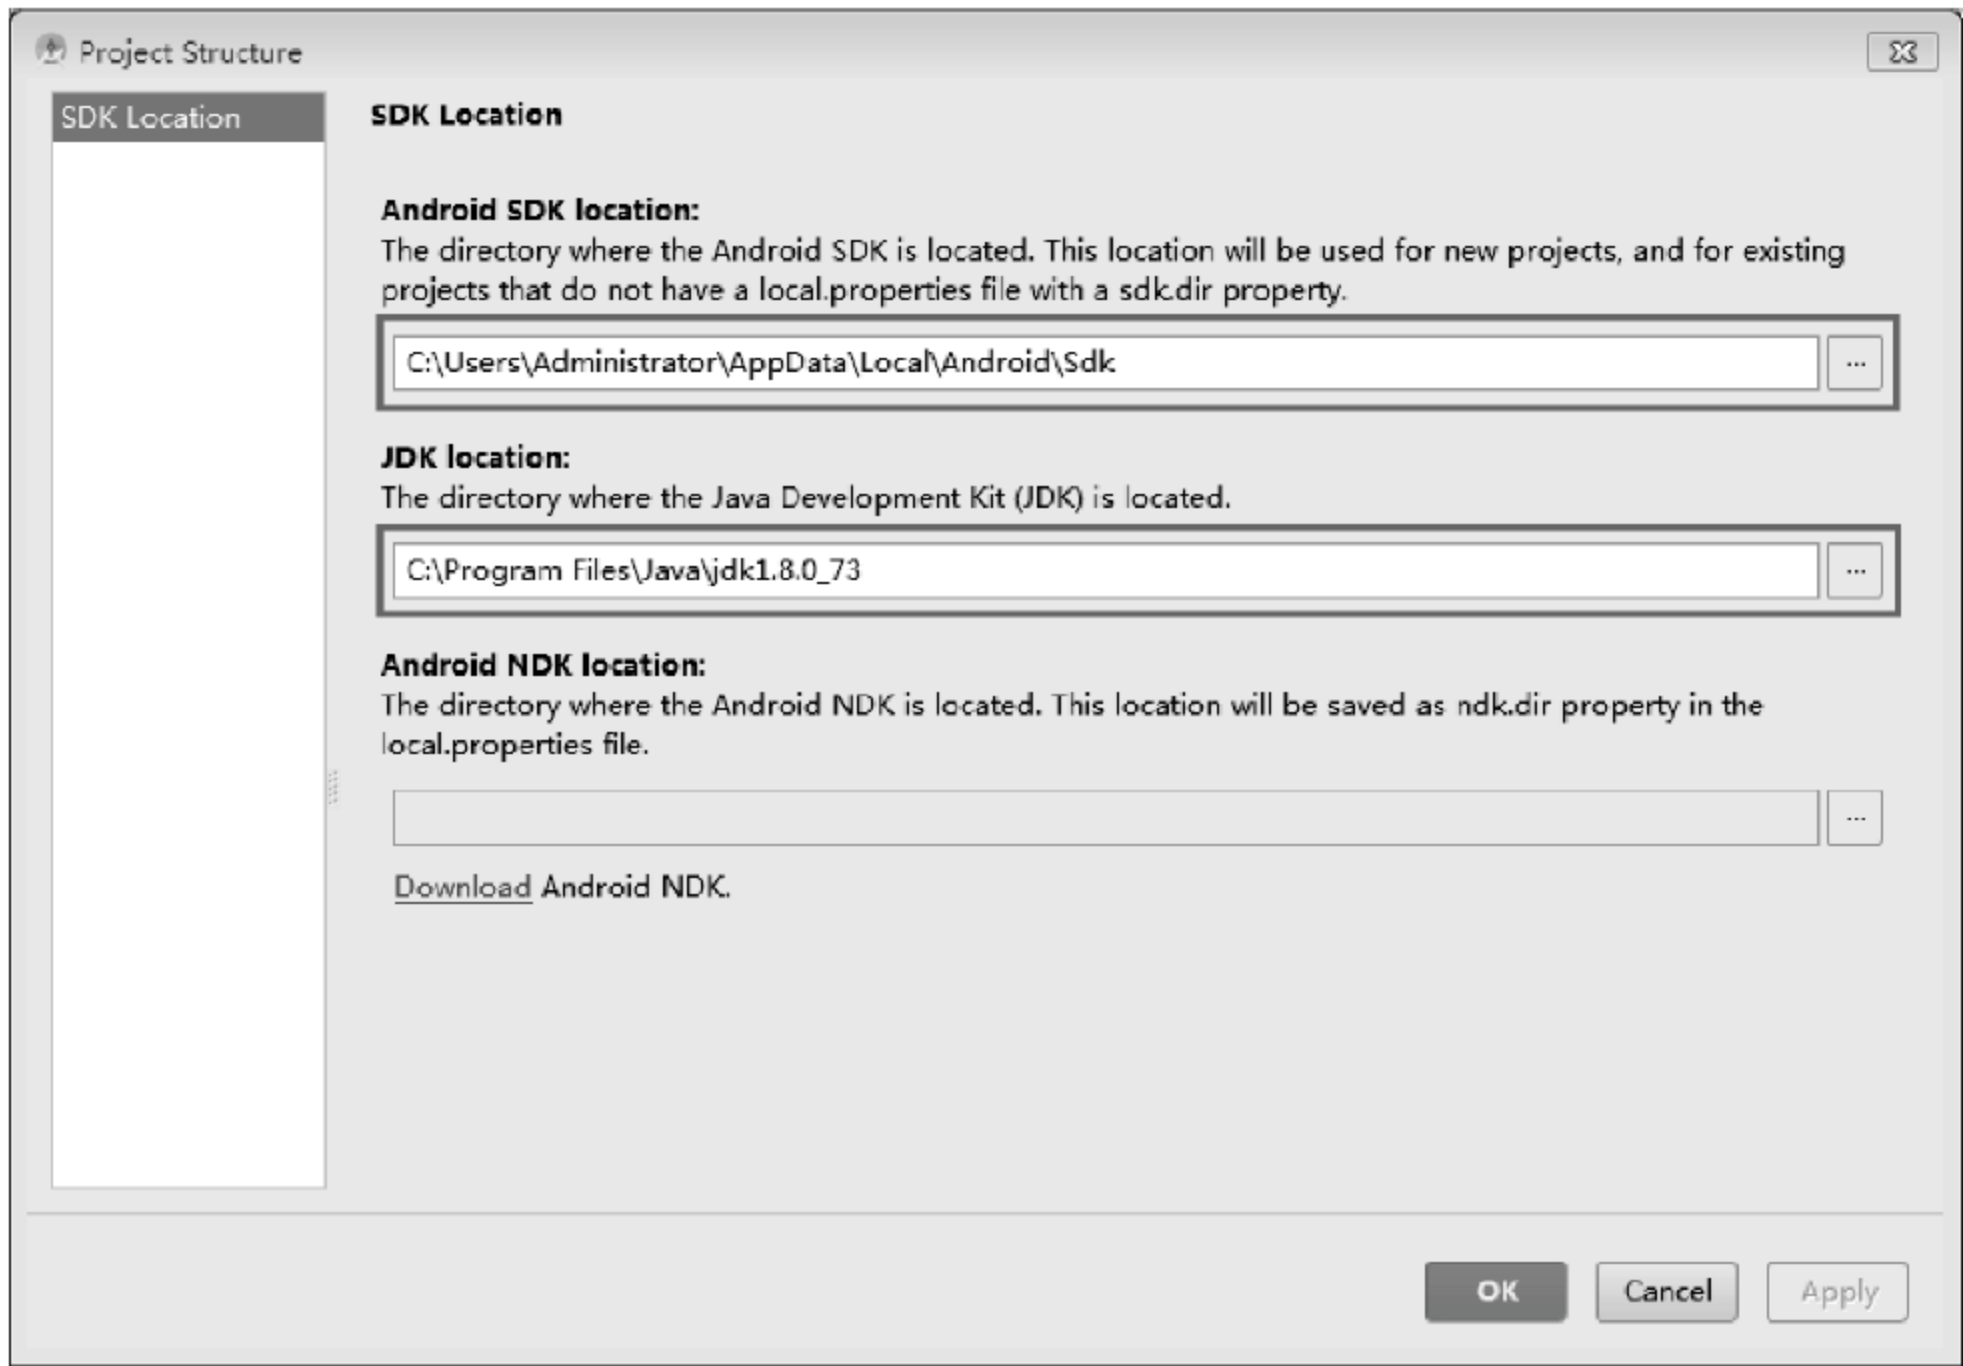 Project Structure
SDK Location
SDK Location
Android SDK location:
The directory where the Android SDK is located. This location will be used for new projects, and for existing
projects that do not have a local.properties file with a sdk.dir property.
C:\Users\Administrator\AppData\Local\Android\Sdk
...
JDK location:
The directory where the Java Development Kit (JDK) is located.
C:\Program Files\Java\jdk1.8.0_73
...
Android NDK location:
The directory where the Android NDK is located. This location will be saved as ndk.dir property in the
local.properties file.
...
Download Android NDK.
OK
Cancel
Apply